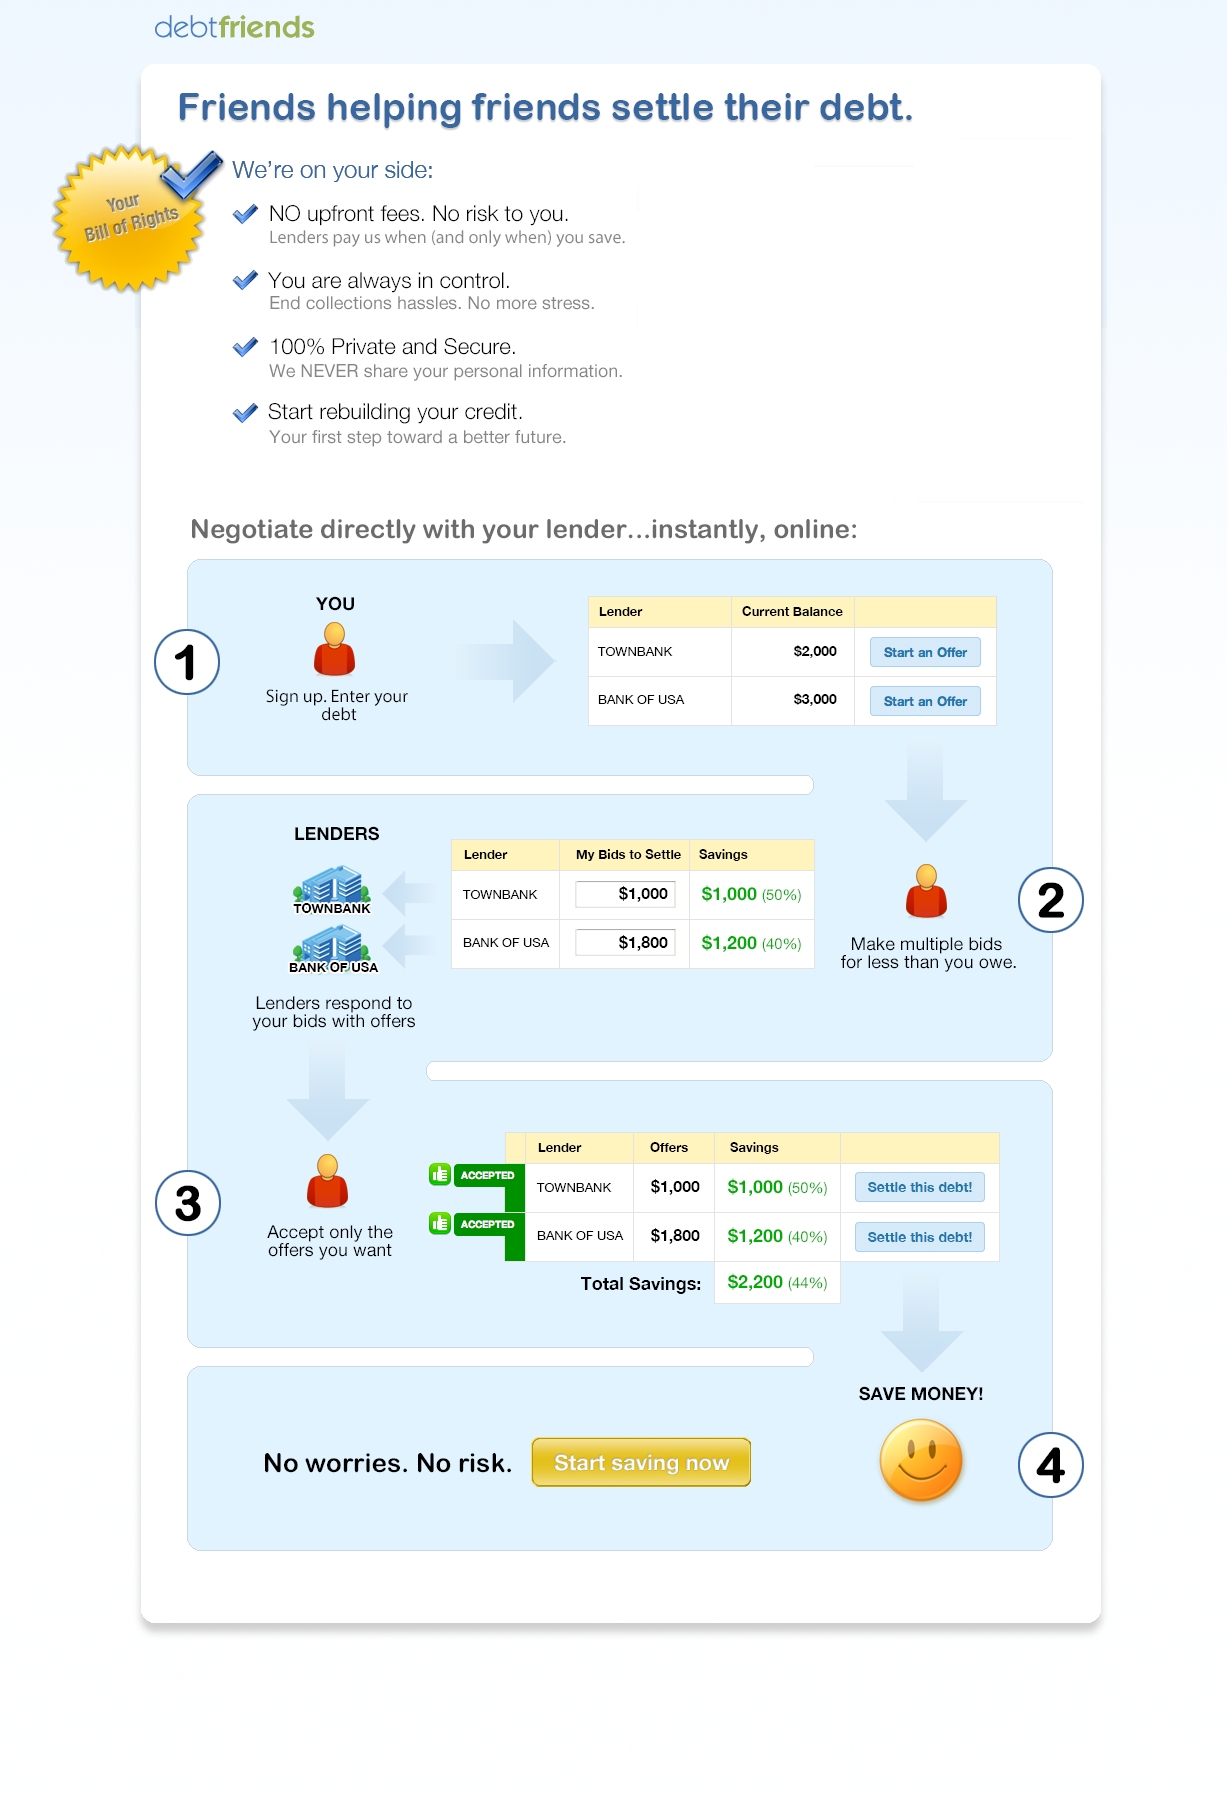 debtfriends
Friends helping friends settle their debt.
Your
Bill of Rights
We're on your side:
NO upfront fees. No risk to you.
Lenders pay us when (and only when) you save.
You are always in control.
End collections hassles. No more stress.
100% Private and Secure.
We NEVER share your personal information.
Start rebuilding your credit.
Your first step toward a better future.
Negotiate directly with your lender...instantly, online:
1
YOU
Sign up. Enter your
debt
Lender Current Balance
TOWNBANK $2,000 Start an Offer
BANK OF USA $3,000 Start an Offer
2
Make multiple bids
for less than you owe.
Lender My Bids to Settle Savings
TOWNBANK $1,000 $1,000 (50%)
BANK OF USA $1,800 $1,200 (40%)
LENDERS
TOWNBANK
BANK OF USA
Lenders respond to
your bids with offers
3
Accept only the
offers you want
Lender Offers Savings
ACCEPTED TOWNBANK $1,000 $1,000 (50%) Settle this debt!
ACCEPTED BANK OF USA $1,800 $1,200 (40%) Settle this debt!
Total Savings: $2,200 (44%)
SAVE MONEY!
4
No worries. No risk. Start saving now